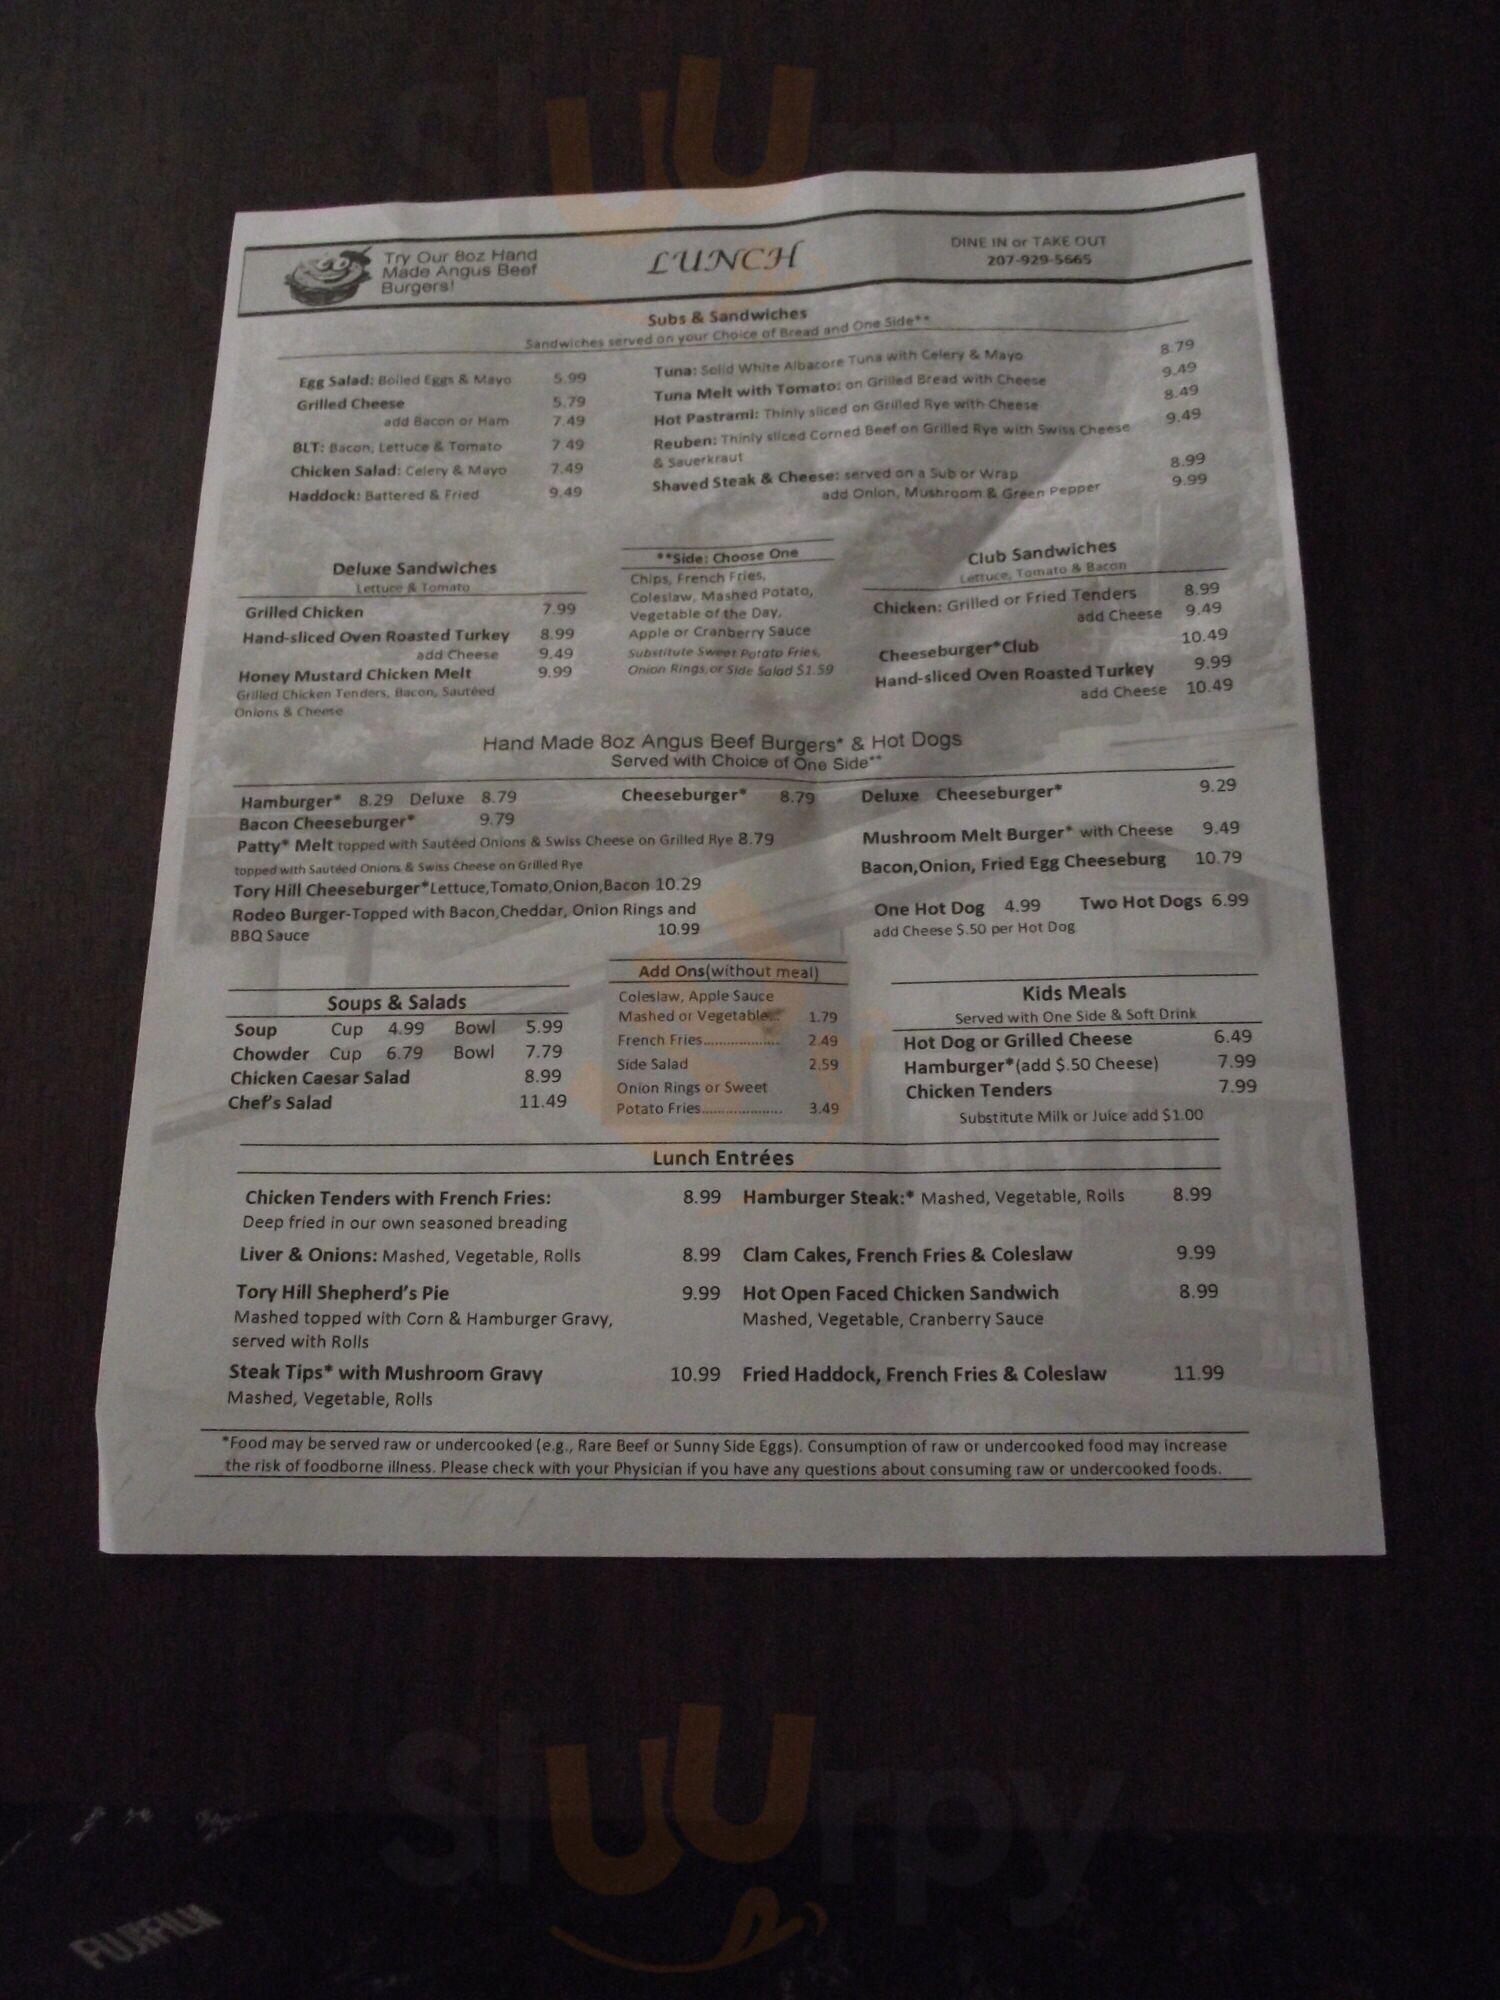 Try Our 8oz Hand
Made Angus Beef
Burgers!
LUNCH
DINE IN or TAKE OUT
207-929-5665
Subs & Sandwiches
Sandwiches served on your Choice of Bread and One Side**
Egg Salad: Boiled Eggs & Mayo 5.99
Grilled Cheese 5.79
add Bacon or Ham 7.49
BLT: Bacon, Lettuce & Tomato 7.49
Chicken Salad: Celery & Mayo 7.49
Haddock: Battered & Fried 9.49
Tuna: Solid White Albacore Tuna with Celery & Mayo 8.79
Tuna Melt with Tomato: on Grilled Bread with Cheese 9.49
Hot Pastrami: Thinly sliced on Grilled Rye with Cheese 8.49
Reuben: Thinly sliced Corned Beef on Grilled Rye with Swiss Cheese 9.49
& Sauerkraut
Shaved Steak & Cheese: served on a Sub or Wrap 8.99
add Onion, Mushroom & Green Pepper 9.99
Deluxe Sandwiches
Lettuce & Tomato
Grilled Chicken 7.99
Hand-sliced Oven Roasted Turkey 8.99
add Cheese 9.49
Honey Mustard Chicken Melt 9.99
Grilled Chicken Tenders, Bacon, Sautéed
Onions & Cheese
**Side: Choose One
Chips, French Fries,
Coleslaw, Mashed Potato,
Vegetable of the Day,
Apple or Cranberry Sauce
Substitute Sweet Potato Fries,
Onion Rings, or Side Salad $1.59
Club Sandwiches
Lettuce, Tomato & Bacon
Chicken: Grilled or Fried Tenders 8.99
add Cheese 9.49
Cheeseburger*Club 10.49
Hand-sliced Oven Roasted Turkey 9.99
add Cheese 10.49
Hand Made 8oz Angus Beef Burgers* & Hot Dogs
Served with Choice of One Side**
Hamburger* 8.29 Deluxe 8.79 Cheeseburger* 8.79
Bacon Cheeseburger* 9.79
Patty* Melt topped with Sautéed Onions & Swiss Cheese on Grilled Rye 8.79
topped with Sautéed Onions & Swiss Cheese on Grilled Rye
Tory Hill Cheeseburger*Lettuce,Tomato,Onion,Bacon 10.29
Rodeo Burger-Topped with Bacon,Cheddar, Onion Rings and
BBQ Sauce 10.99
Deluxe Cheeseburger* 9.29
Mushroom Melt Burger* with Cheese 9.49
Bacon,Onion, Fried Egg Cheeseburg 10.79
One Hot Dog 4.99 Two Hot Dogs 6.99
add Cheese $.50 per Hot Dog
Soups & Salads
Soup Cup 4.99 Bowl 5.99
Chowder Cup 6.79 Bowl 7.79
Chicken Caesar Salad 8.99
Chef's Salad 11.49
Add Ons(without meal)
Coleslaw, Apple Sauce
Mashed or Vegetable... 1.79
French Fries................... 2.49
Side Salad 2.59
Onion Rings or Sweet
Potato Fries.................... 3.49
Kids Meals
Served with One Side & Soft Drink
Hot Dog or Grilled Cheese 6.49
Hamburger*(add $.50 Cheese) 7.99
Chicken Tenders 7.99
Substitute Milk or Juice add $1.00
Lunch Entrées
Chicken Tenders with French Fries: 8.99
Deep fried in our own seasoned breading
Liver & Onions: Mashed, Vegetable, Rolls 8.99
Tory Hill Shepherd's Pie 9.99
Mashed topped with Corn & Hamburger Gravy,
served with Rolls
Steak Tips* with Mushroom Gravy 10.99
Mashed, Vegetable, Rolls
Hamburger Steak:* Mashed, Vegetable, Rolls 8.99
Clam Cakes, French Fries & Coleslaw 9.99
Hot Open Faced Chicken Sandwich 8.99
Mashed, Vegetable, Cranberry Sauce
Fried Haddock, French Fries & Coleslaw 11.99
*Food may be served raw or undercooked (e.g., Rare Beef or Sunny Side Eggs). Consumption of raw or undercooked food may increase
the risk of foodborne illness. Please check with your Physician if you have any questions about consuming raw or undercooked foods.
sluurpy
sluurpy
FUJIFILM